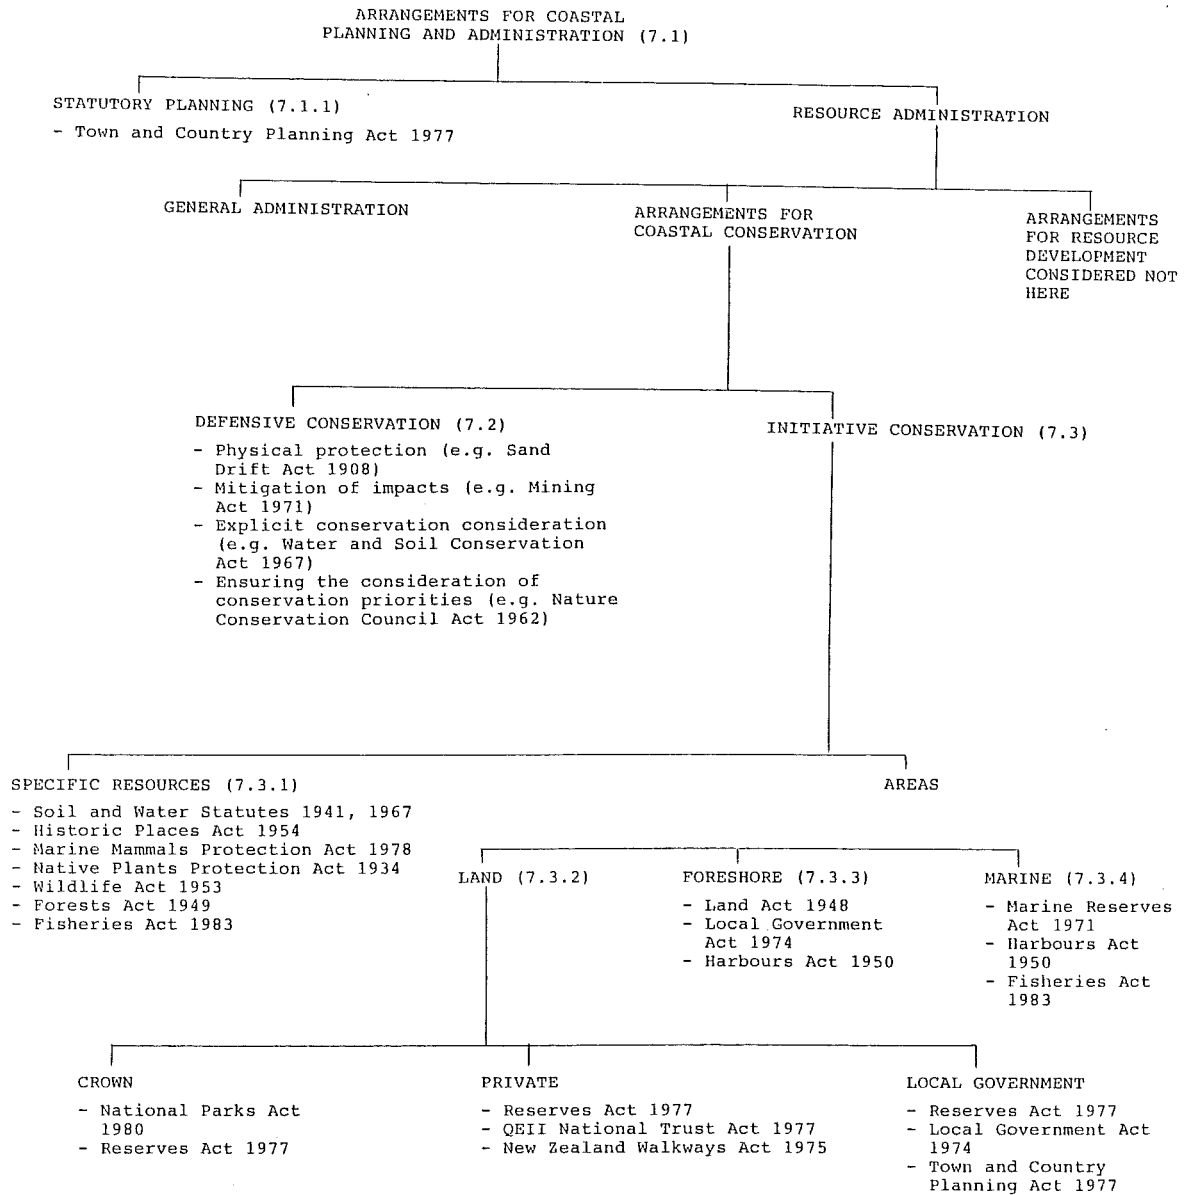 ARRANGEMENTS FOR COASTAL
PLANNING AND ADMINISTRATION (7.1)
STATUTORY PLANNING (7.1.1)
- Town and Country Planning Act 1977
RESOURCE ADMINISTRATION
GENERAL ADMINISTRATION
ARRANGEMENTS FOR
COASTAL CONSERVATION
ARRANGEMENTS
FOR RESOURCE
DEVELOPMENT
CONSIDERED NOT
HERE
DEFENSIVE CONSERVATION (7.2)
- Physical protection (e.g. Sand
Drift Act 1908)
- Mitigation of impacts (e.g. Mining
Act 1971)
- Explicit conservation consideration
(e.g. Water and Soil Conservation
Act 1967)
- Ensuring the consideration of
conservation priorities (e.g. Nature
Conservation Council Act 1962)
INITIATIVE CONSERVATION (7.3)
SPECIFIC RESOURCES (7.3.1)
- Soil and Water Statutes 1941, 1967
- Historic Places Act 1954
- Marine Mammals Protection Act 1978
- Native Plants Protection Act 1934
- Wildlife Act 1953
- Forests Act 1949
- Fisheries Act 1983
AREAS
LAND (7.3.2)
FORESHORE (7.3.3)
- Land Act 1948
- Local Government
Act 1974
- Harbours Act 1950
MARINE (7.3.4)
- Marine Reserves
Act 1971
- Harbours Act
1950
- Fisheries Act
1983
CROWN
- National Parks Act
1980
- Reserves Act 1977
PRIVATE
- Reserves Act 1977
- QEII National Trust Act 1977
- New Zealand Walkways Act 1975
LOCAL GOVERNMENT
- Reserves Act 1977
- Local Government Act
1974
- Town and Country
Planning Act 1977